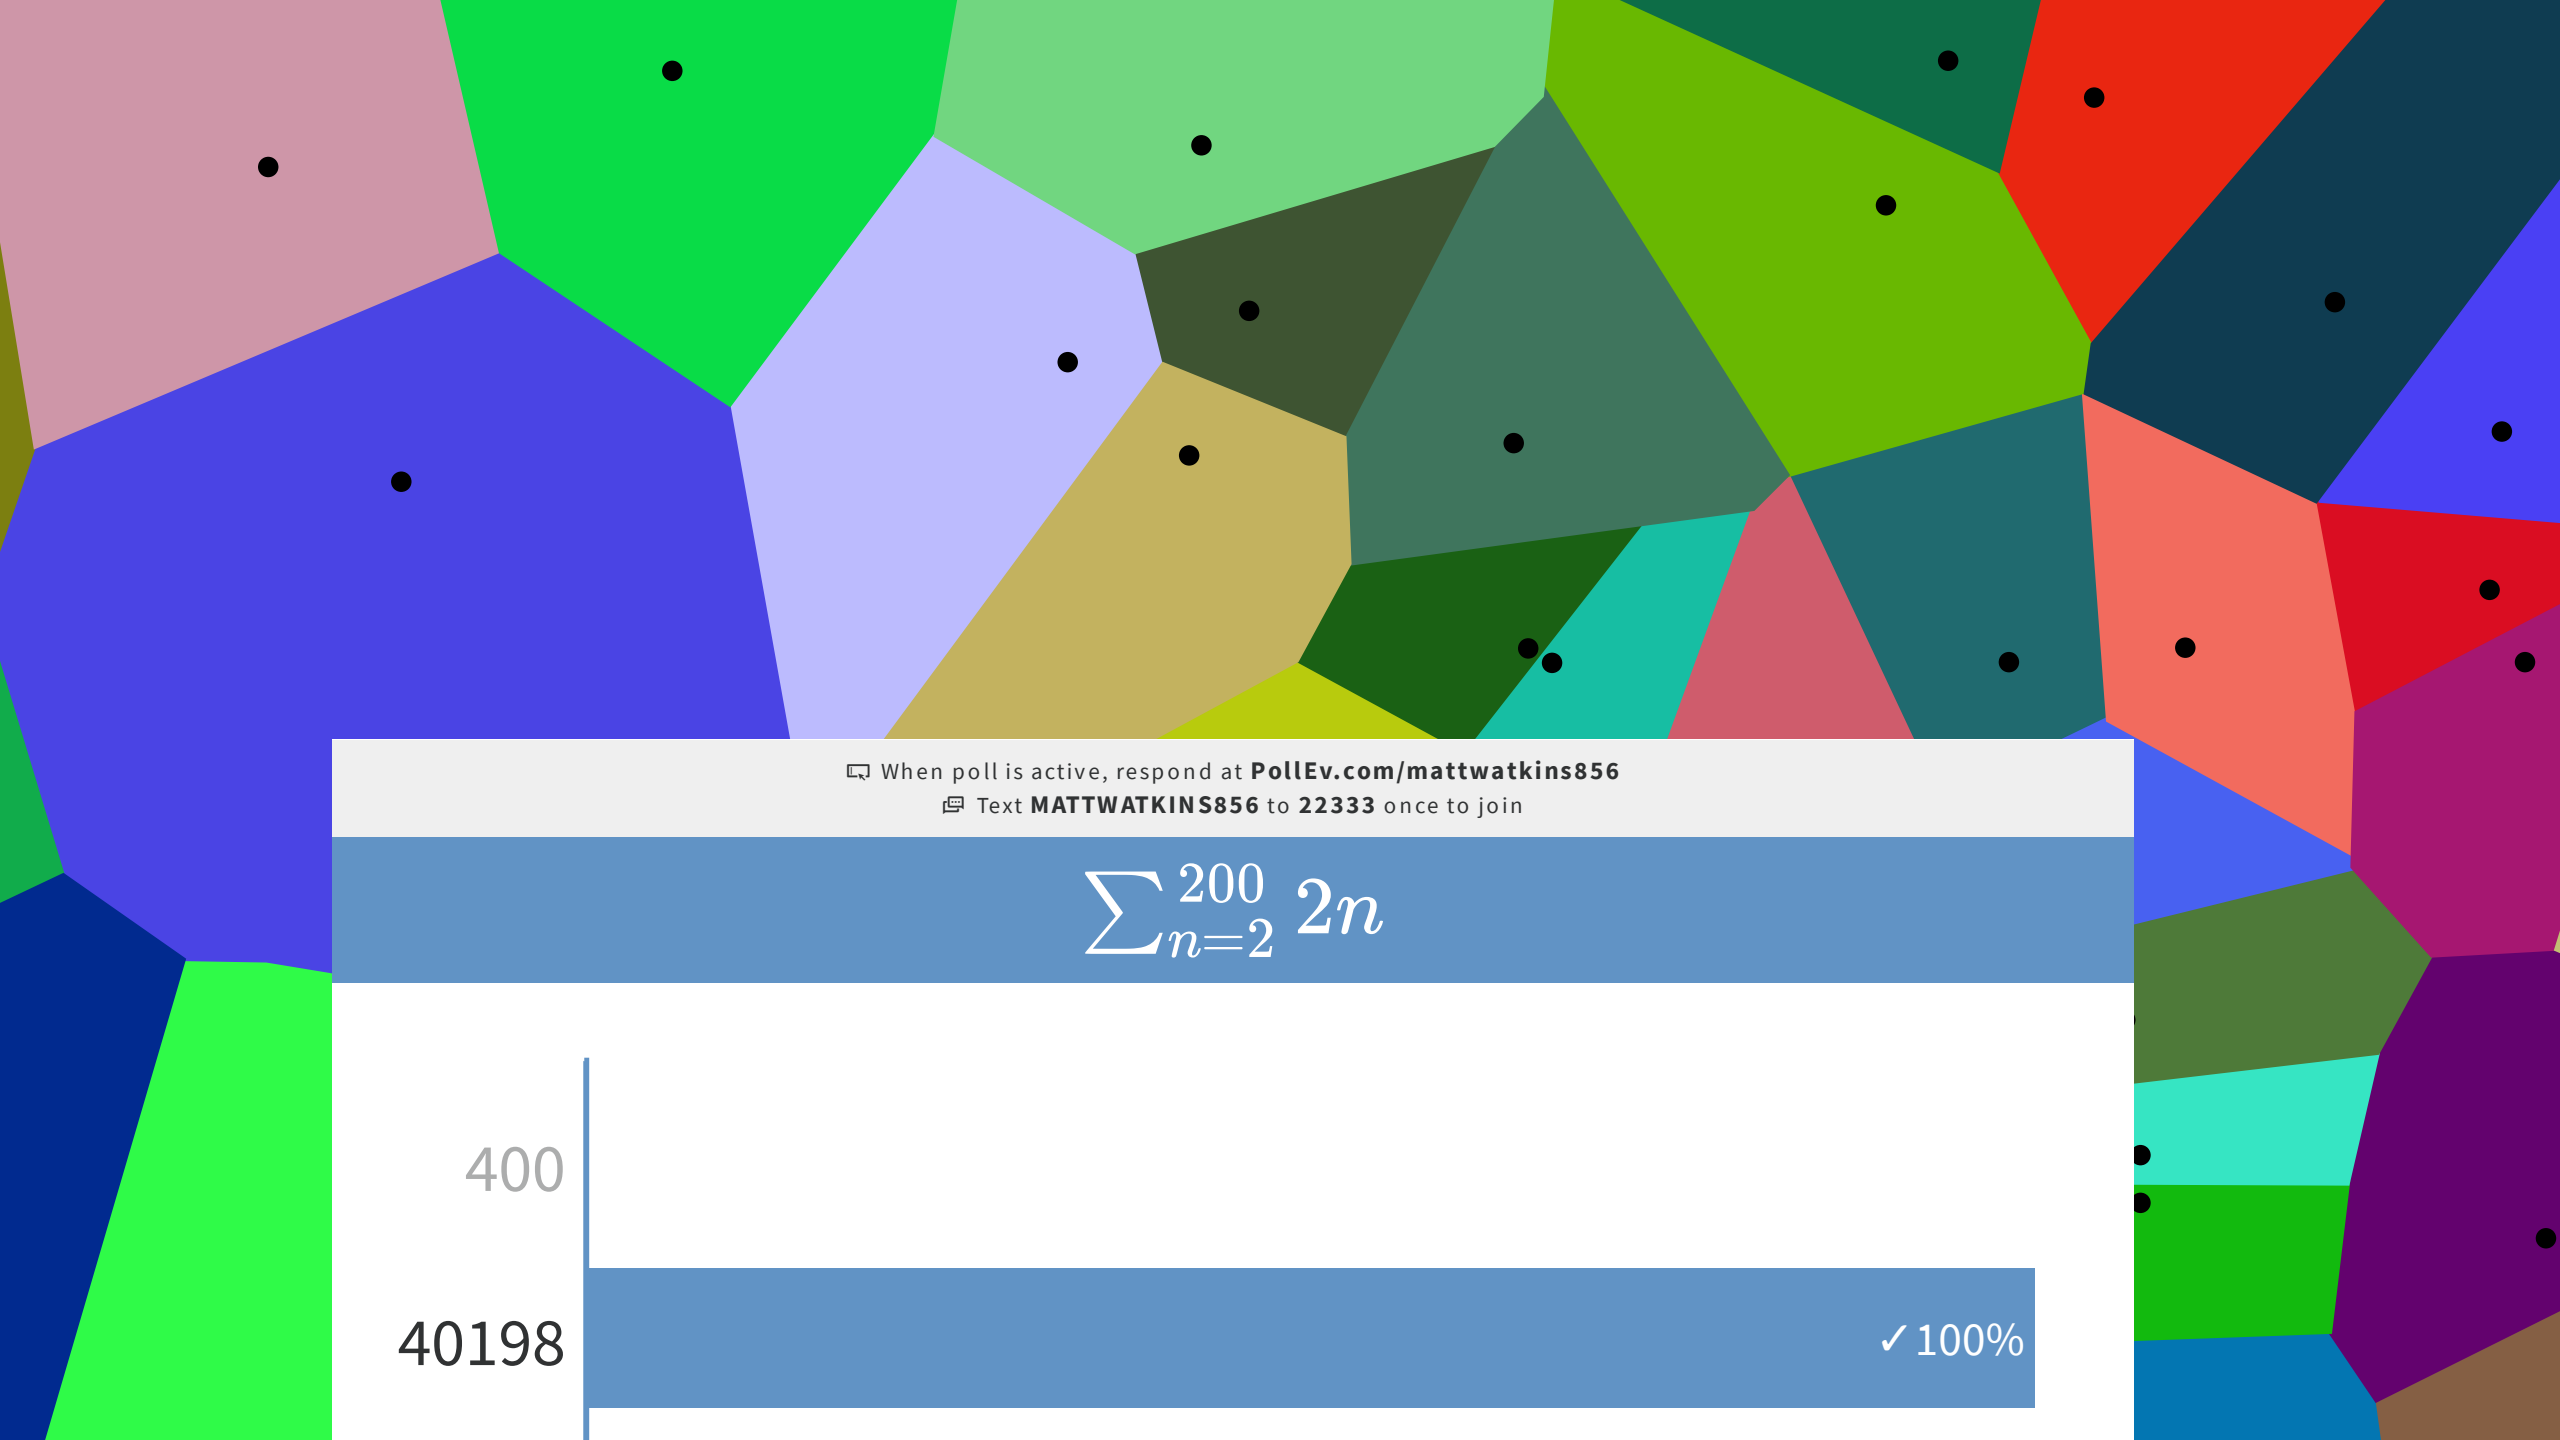 When poll is active, respond at PollEv.com/mattwatkins856
Text MATTWATKINS856 to 22333 once to join
∑_{n=2}^{200} 2n
400
40198
✓100%